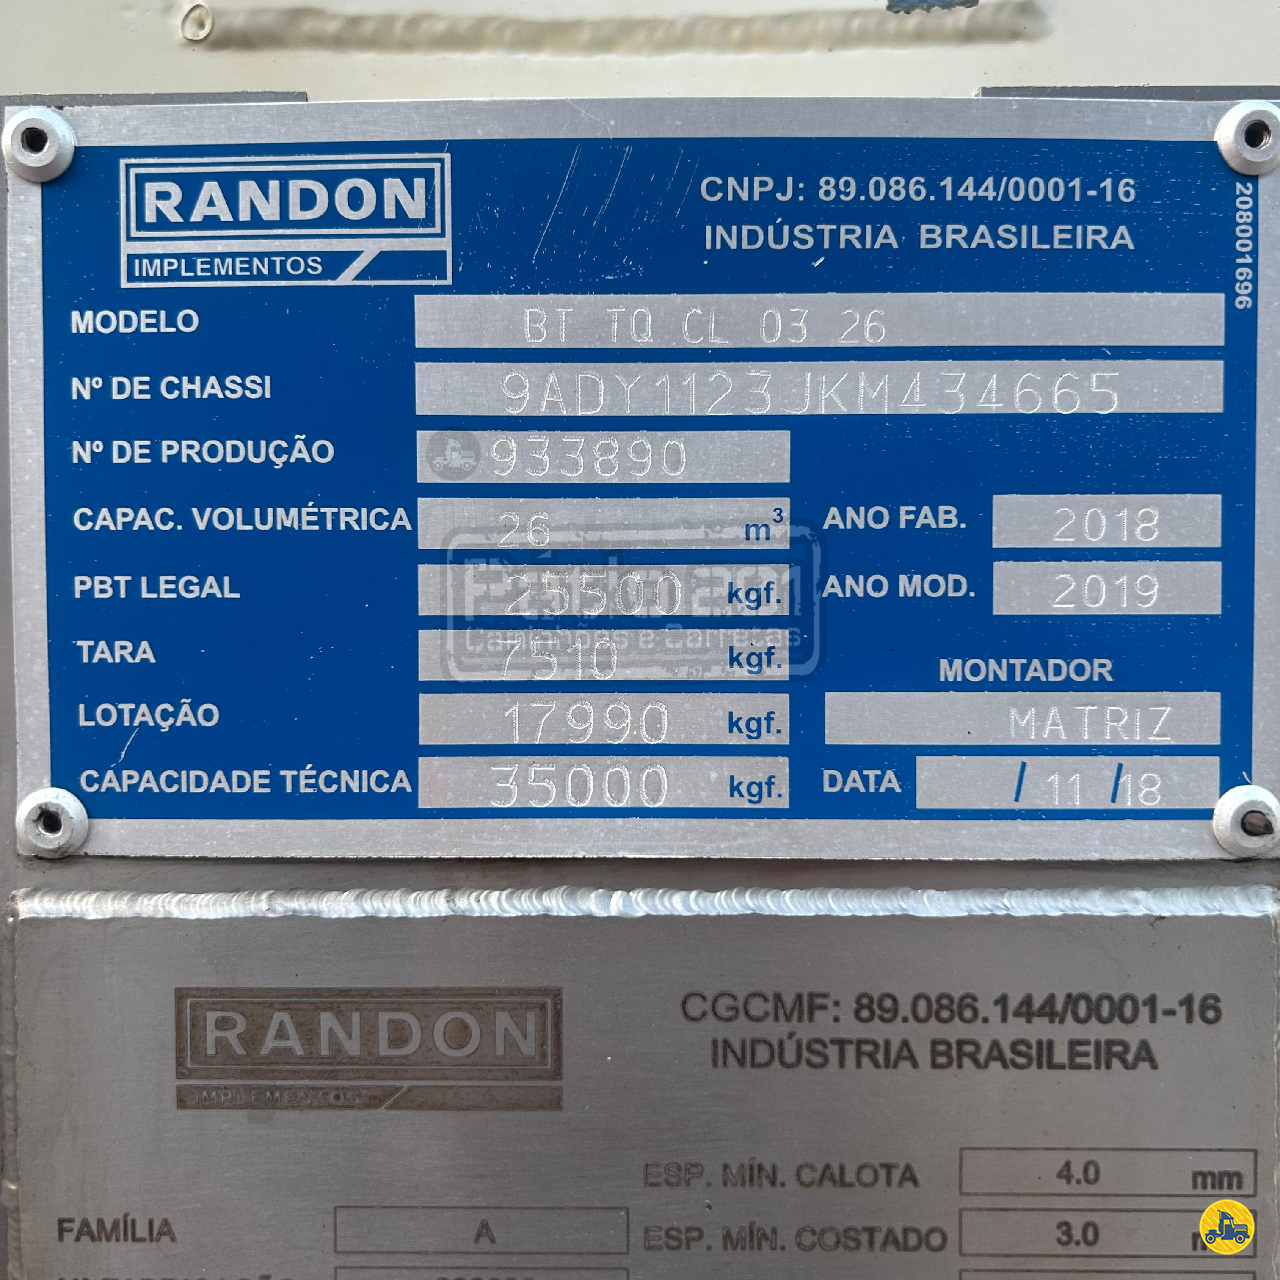 RANDON
IMPLEMENTOS
CNPJ: 89.086.144/0001-16
INDÚSTRIA BRASILEIRA
208001696
MODELO BT TQ CL 03 26
Nº DE CHASSI 9ADY1123JKM434665
Nº DE PRODUÇÃO 933890
CAPAC. VOLUMÉTRICA 26 m³ ANO FAB. 2018
PBT LEGAL 25500 kgf. ANO MOD. 2019
TARA 7510 kgf.
LOTAÇÃO 17990 kgf.
MONTADOR
MATRIZ
CAPACIDADE TÉCNICA 35000 kgf. DATA / 11 /18
Caminhões e Carretas
RANDON
IMPLEMENTOS
CGCMF: 89.086.144/0001-16
INDÚSTRIA BRASILEIRA
ESP. MÍN. CALOTA 4.0 mm
FAMÍLIA A
ESP. MÍN. COSTADO 3.0